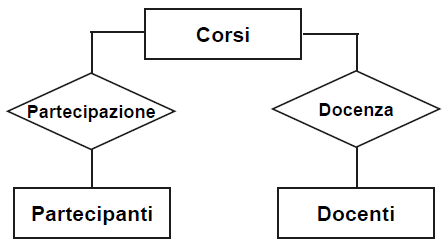 Corsi
Partecipazione
Docenza
Partecipanti
Docenti